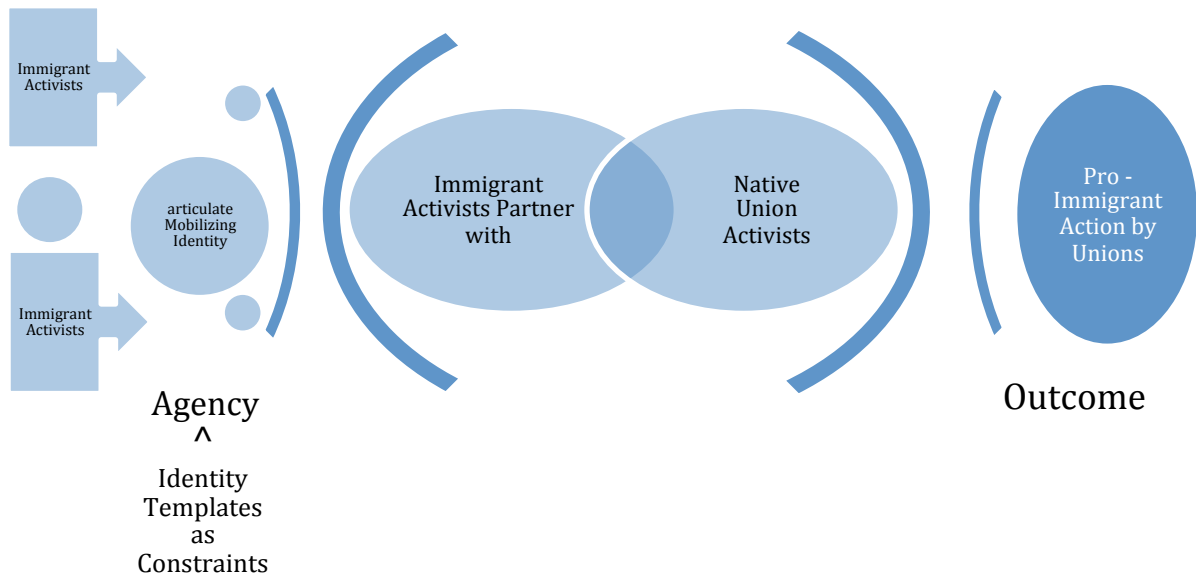 Immigrant
Activists
articulate
Mobilizing
Identity
Immigrant
Activists
Immigrant
Activists Partner
with
Native
Union
Activists
Pro -
Immigrant
Action by
Unions
Agency
^
Identity
Templates
as
Constraints
Outcome